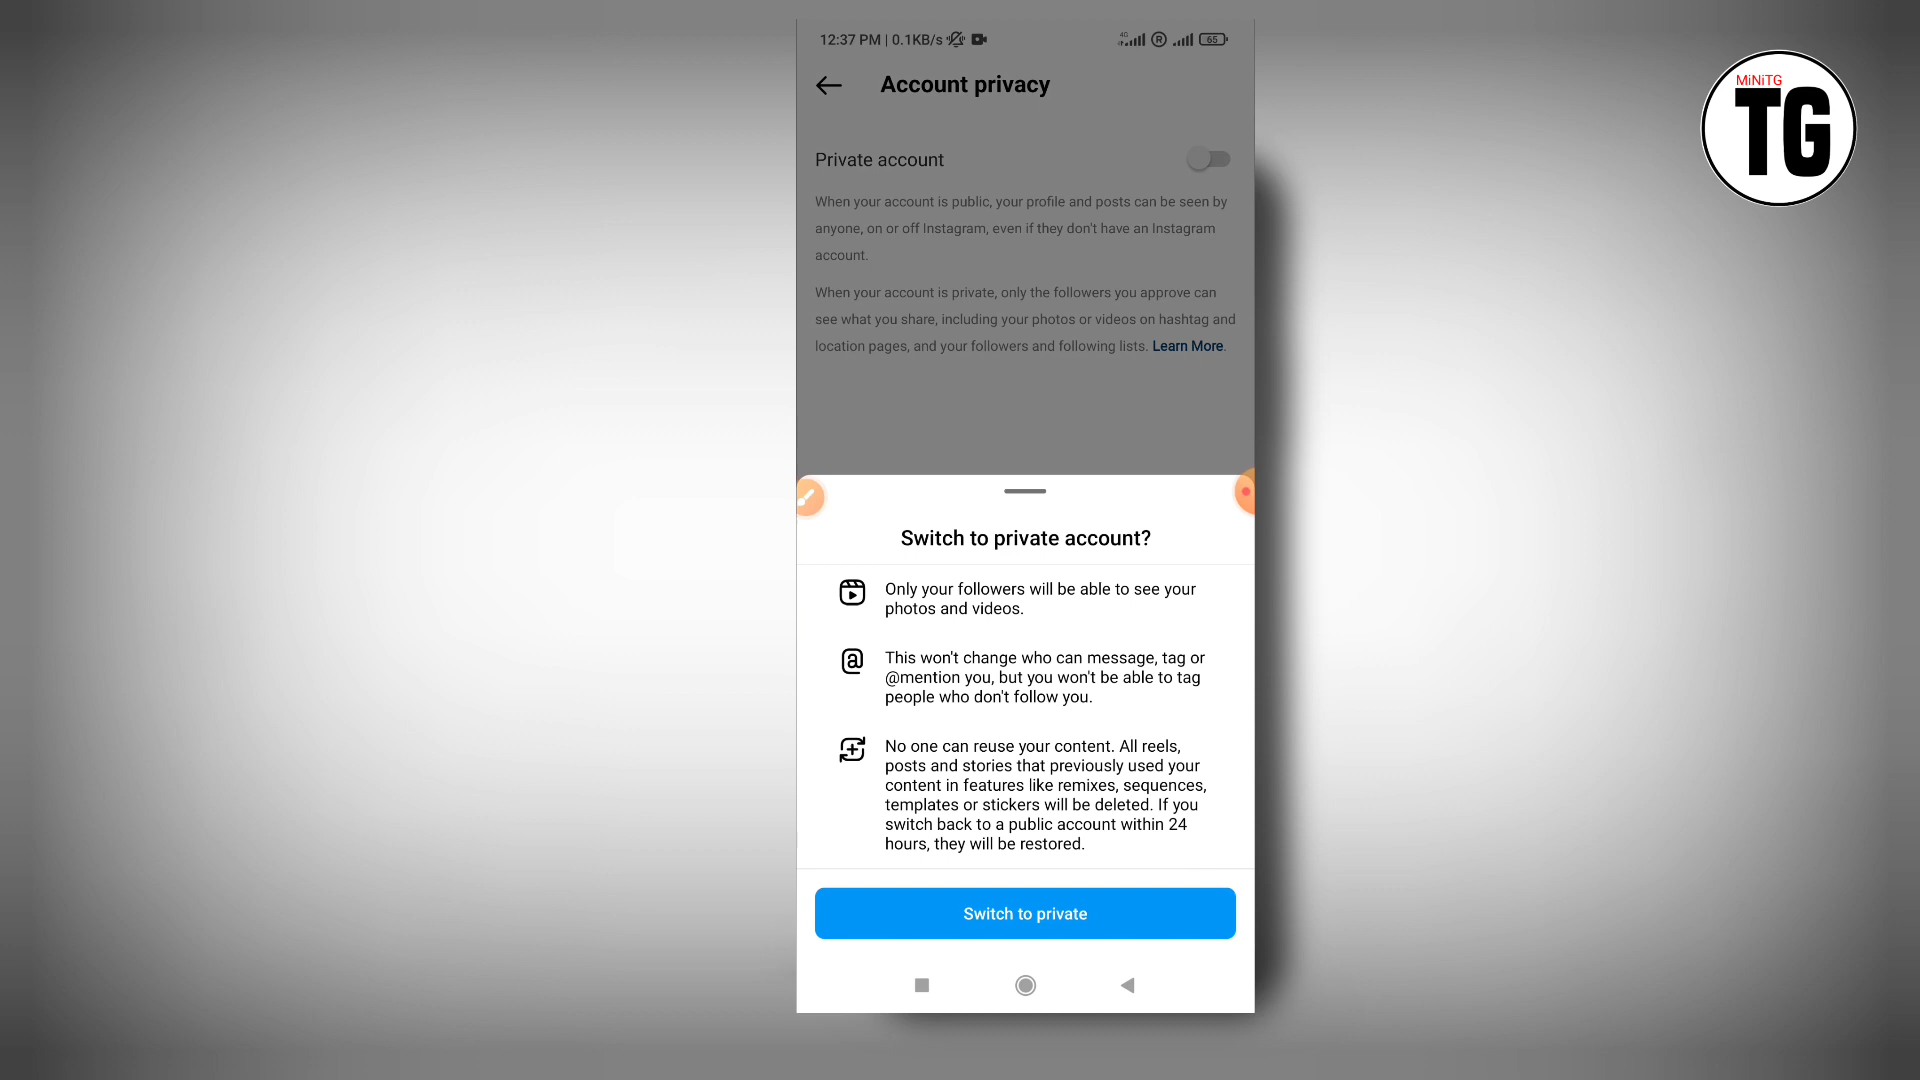 12:37 PM | 0.1KB/s
4G
R
65
Account privacy
MiNiTG
TG
Private account
When your account is public, your profile and posts can be seen by
anyone, on or off Instagram, even if they don't have an Instagram
account.
When your account is private, only the followers you approve can
see what you share, including your photos or videos on hashtag and
location pages, and your followers and following lists. Learn More.
Switch to private account?
Only your followers will be able to see your
photos and videos.
This won't change who can message, tag or
@mention you, but you won't be able to tag
people who don't follow you.
No one can reuse your content. All reels,
posts and stories that previously used your
content in features like remixes, sequences,
templates or stickers will be deleted. If you
switch back to a public account within 24
hours, they will be restored.
Switch to private